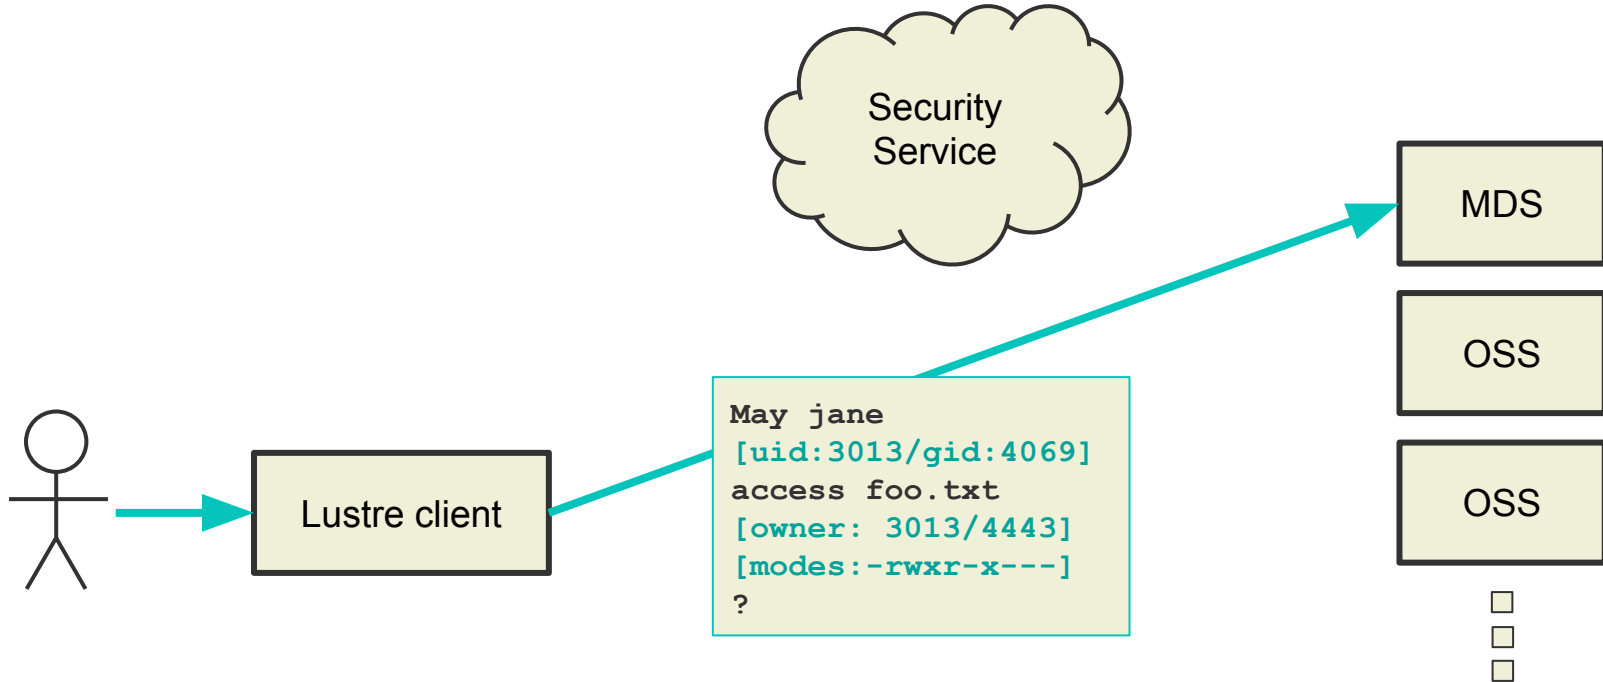 Security
Service
MDS
OSS
OSS
Lustre client
May jane
[uid:3013/gid:4069]
access foo.txt
[owner: 3013/4443]
[modes:-rwxr-x---]
?